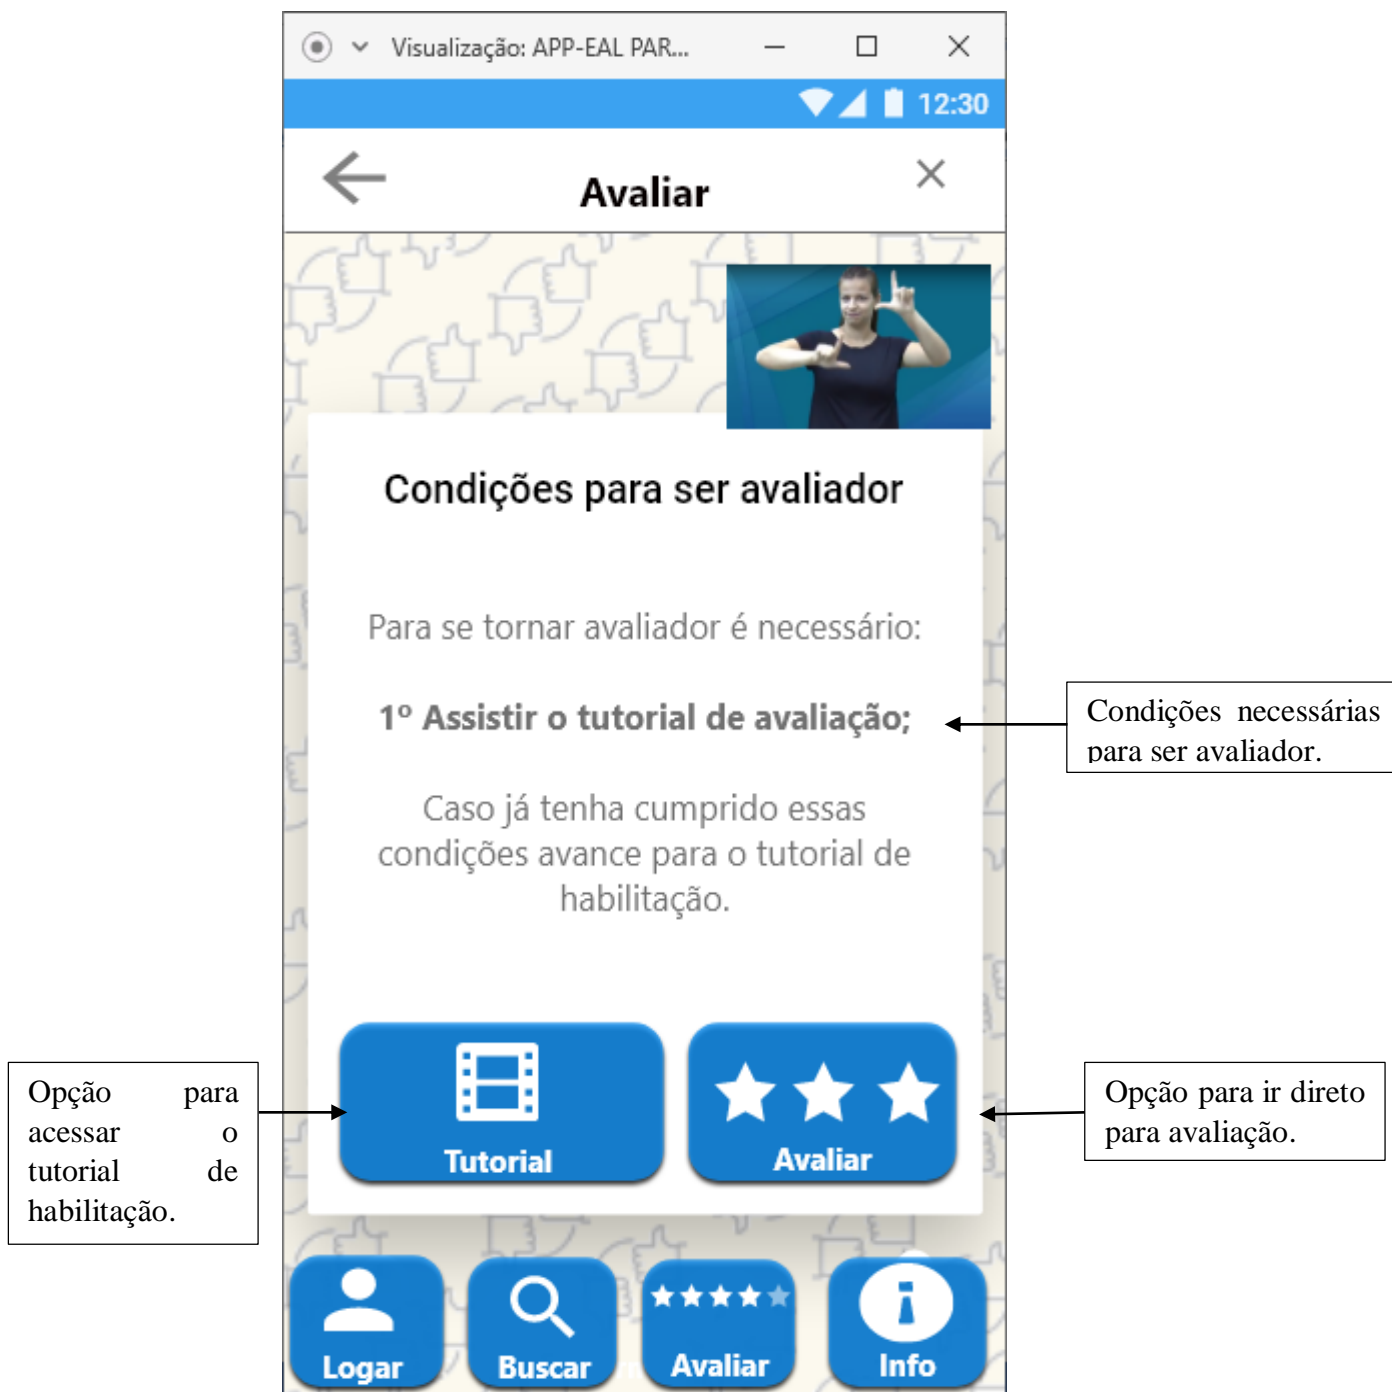 Visualização: APP-EAL PAR...
12:30
Avaliar
Condições para ser avaliador
Para se tornar avaliador é necessário:
1º Assistir o tutorial de avaliação;
Caso já tenha cumprido essas
condições avance para o tutorial de
habilitação.
Condições necessárias
para ser avaliador.
Opção para
acessar o
tutorial de
habilitação.
Tutorial
Avaliar
Opção para ir direto
para avaliação.
Logar
Buscar
Avaliar
Info